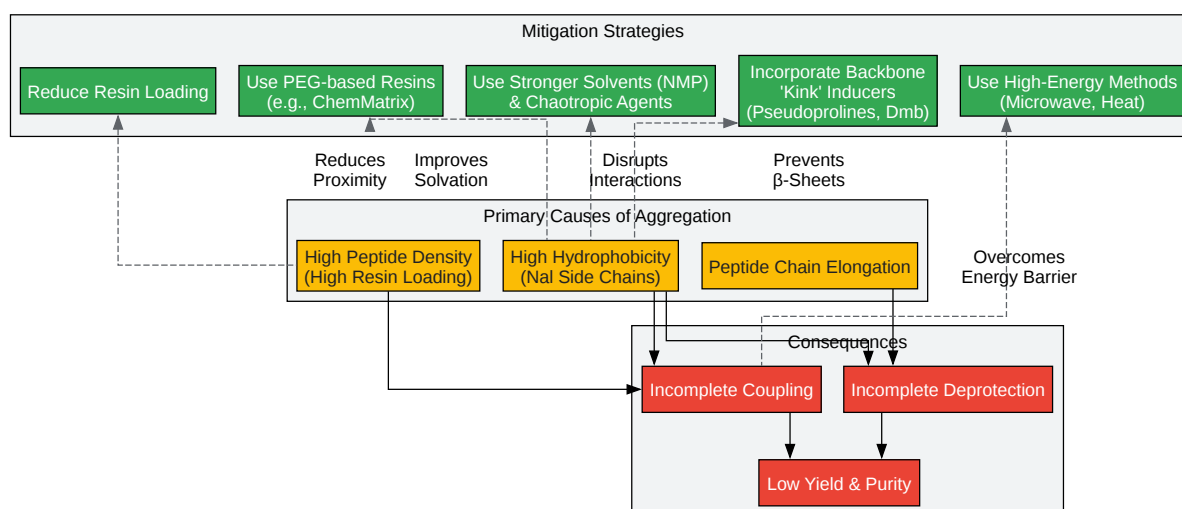 Mitigation Strategies
Reduce Resin Loading
Use PEG-based Resins
(e.g., ChemMatrix)
Use Stronger Solvents (NMP)
& Chaotropic Agents
Incorporate Backbone
'Kink' Inducers
(Pseudoprolines, Dmb)
Use High-Energy Methods
(Microwave, Heat)
Reduces
Proximity
Improves
Solvation
Disrupts
Interactions
Prevents
β-Sheets
Primary Causes of Aggregation
High Peptide Density
(High Resin Loading)
High Hydrophobicity
(Nal Side Chains)
Peptide Chain Elongation
Overcomes
Energy Barrier
Consequences
Incomplete Coupling
Incomplete Deprotection
Low Yield & Purity